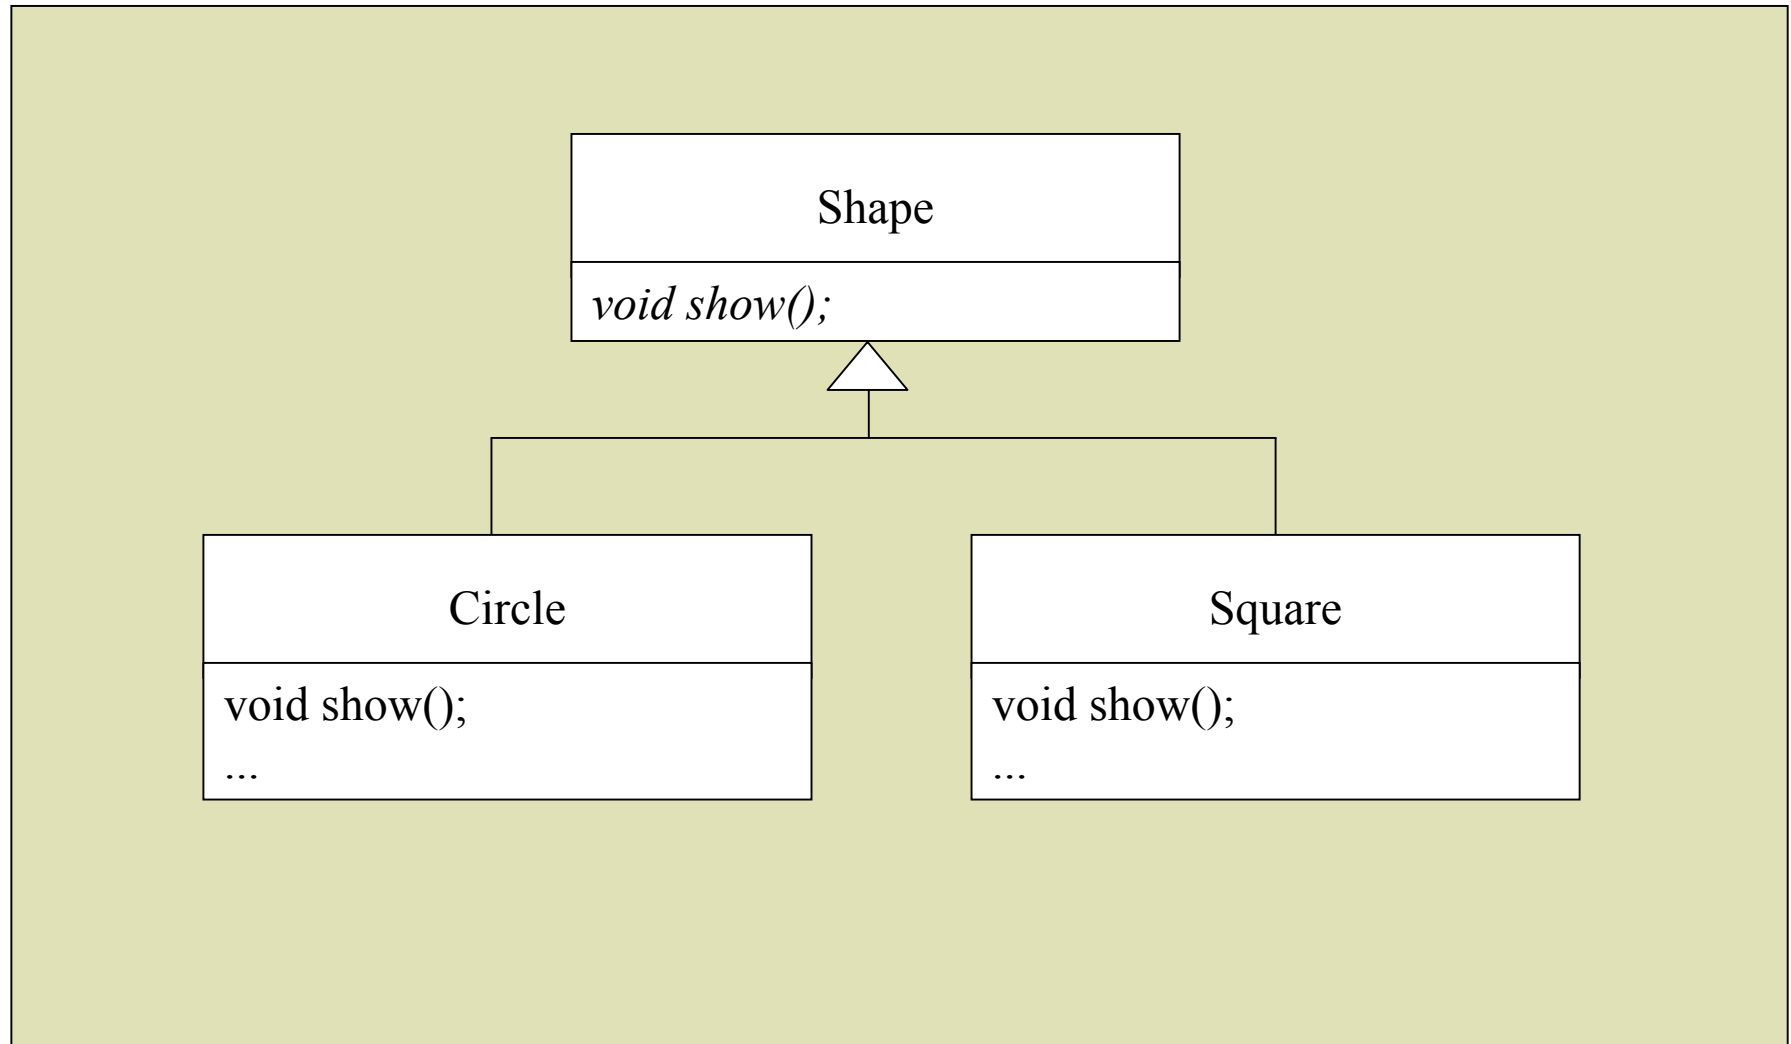 Shape
void show();
Circle
void show();
...
Square
void show();
...